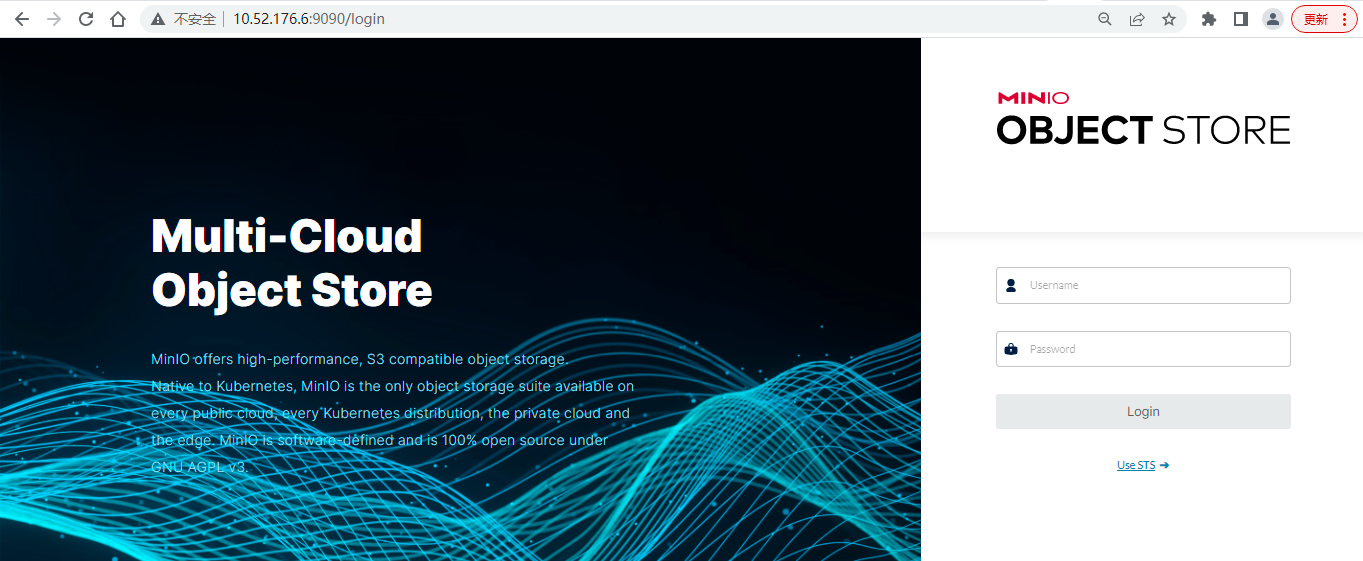 不安全 | 10.52.176.6:9090/login
更新
MINIO
OBJECT STORE
Multi-Cloud
Object Store
MinIO offers high-performance, S3 compatible object storage.
Native to Kubernetes, MinIO is the only object storage suite available on
every public cloud, every Kubernetes distribution, the private cloud and
the edge. MinIO is software-defined and is 100% open source under
GNU AGPL v3.
Username
Password
Login
Use STS ➔